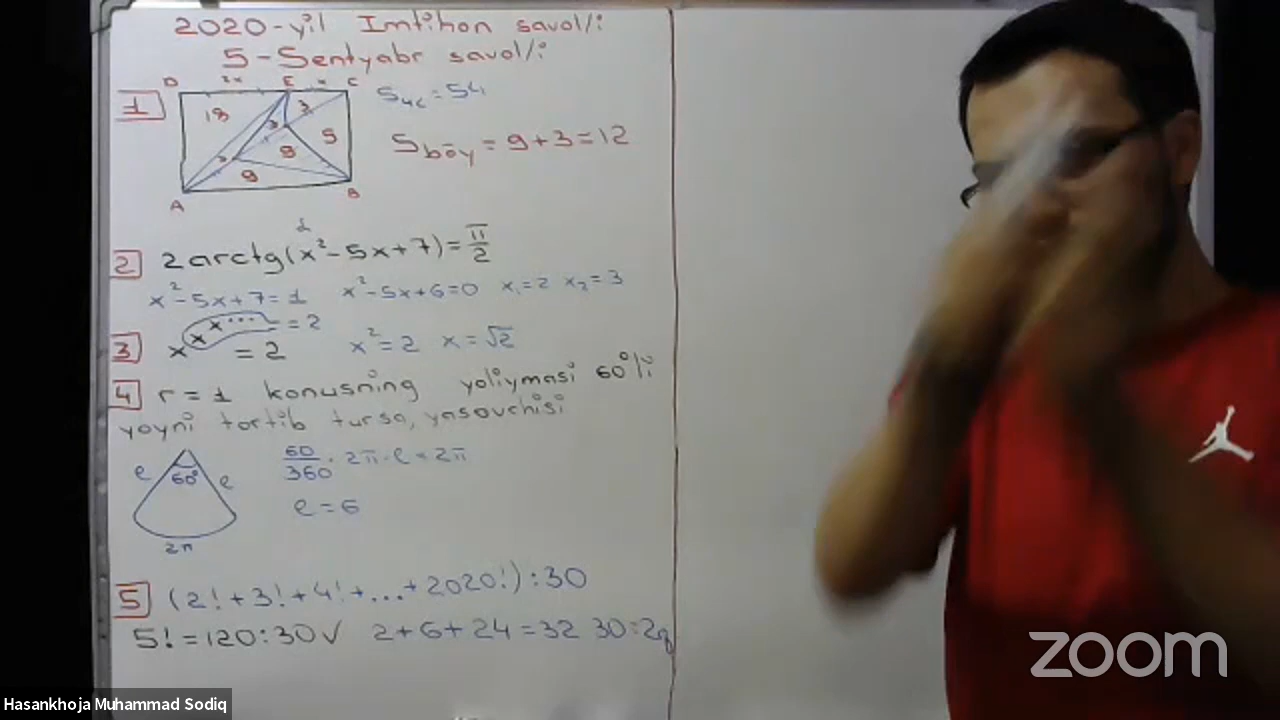 2020-yil Imtihon savoli
5-Sentyabr savoli
1
D 2x E x C
S₄c = 54
18 3 3 5
Sbōy = 9+3=12
3 9
9
A B
2
2arctg(x²-5x+7)=π/2
x²-5x+7=1 x²-5x+6=0 x₁=2 x₂=3
3 x^x^x^... = 2 = 2 x²=2 x=√2
4 r=1 konusning yoliymasi 60°li
yoyni tortib tursa, yasovchisi
e 60° e 60/360 · 2π·e = 2π
e = 6
2π
5 (2!+3!+4!+...+2020!):30
5!=120:30✓ 2+6+24=32 30=2q
zoom
Hasankhoja Muhammad Sodiq